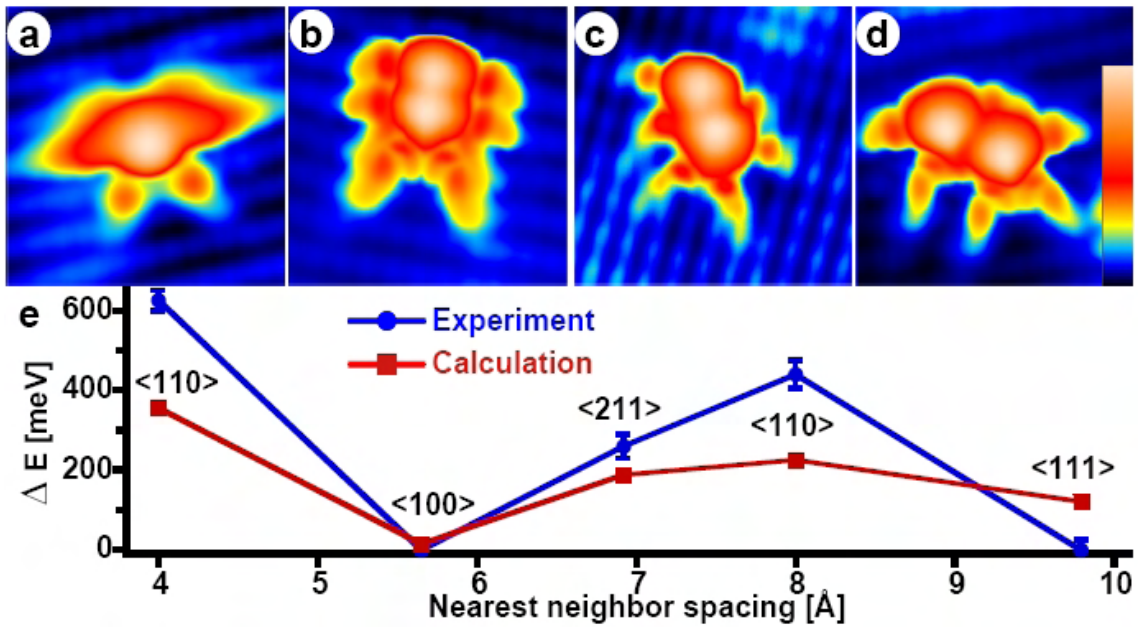 a b c d
e
Experiment
Calculation
600
400
200
0
Δ E [meV]
<110>
<100>
<211>
<110>
<111>
4 5 6 7 8 9 10
Nearest neighbor spacing [Å]